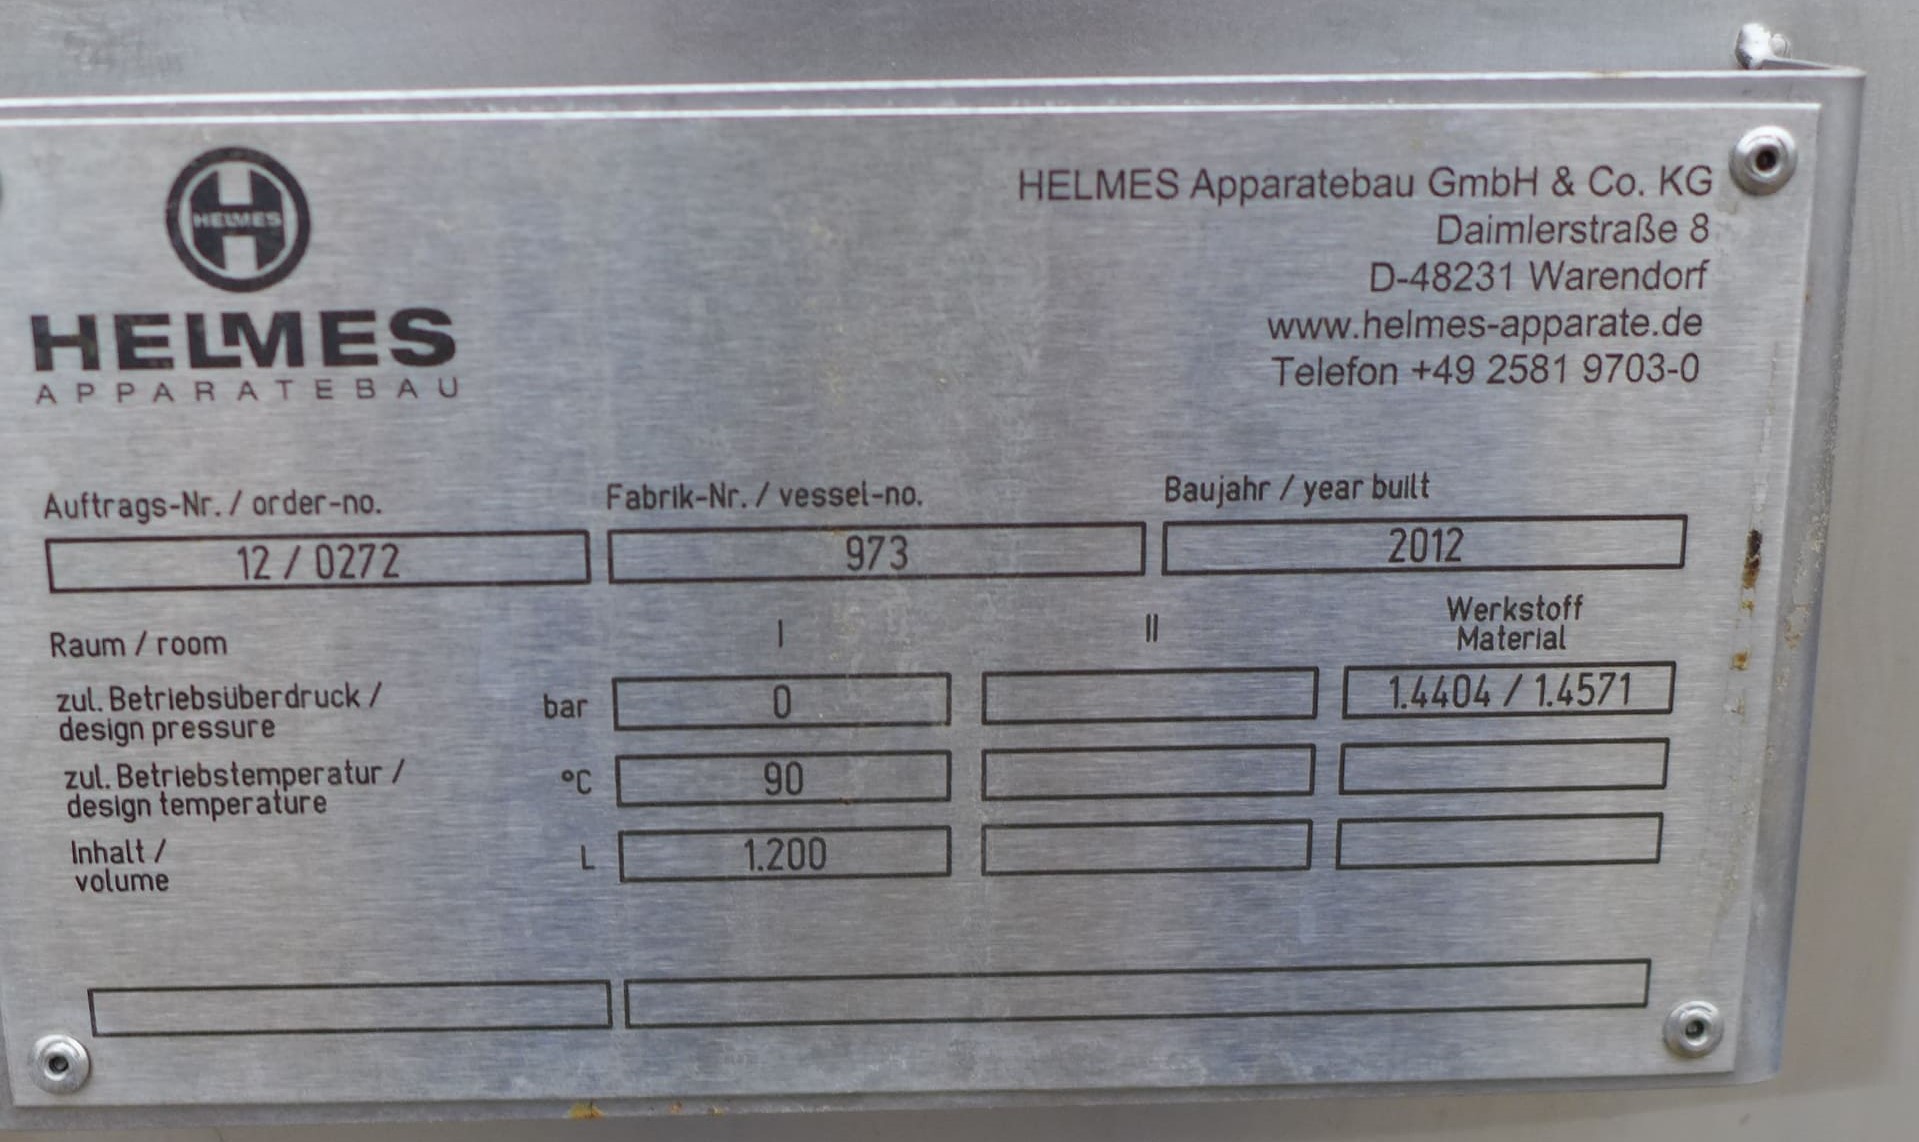 HELMES
HELMES
APPARATEBAU
HELMES Apparatebau GmbH & Co. KG
Daimlerstraße 8
D-48231 Warendorf
www.helmes-apparate.de
Telefon +49 2581 9703-0
Auftrags-Nr. / order-no. Fabrik-Nr. / vessel-no. Baujahr / year built
12 / 0272 973 2012
Raum / room I II Werkstoff
Material
zul. Betriebsüberdruck / bar 0 1.4404 / 1.4571
design pressure
zul. Betriebstemperatur / °C 90
design temperature
Inhalt / L 1.200
volume